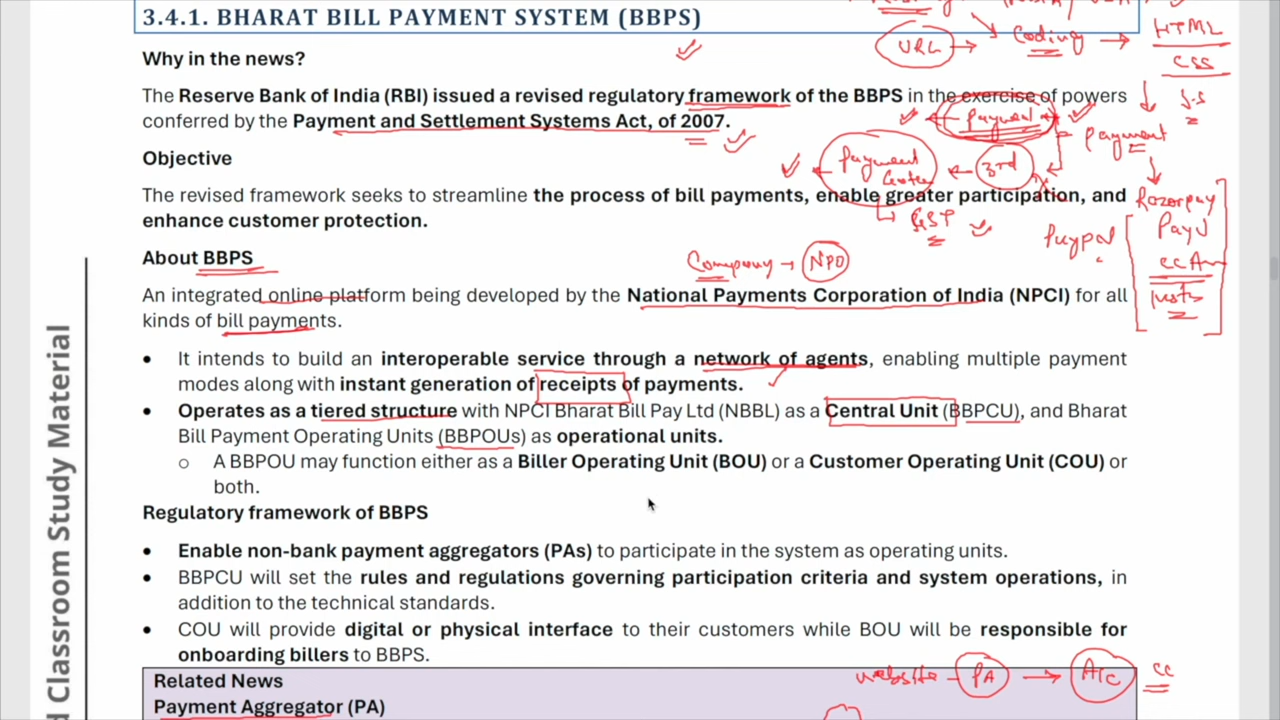 3.4.1. BHARAT BILL PAYMENT SYSTEM (BBPS)
URL → Coding → HTML
CSS
Why in the news?
The Reserve Bank of India (RBI) issued a revised regulatory framework of the BBPS in the exercise of powers
conferred by the Payment and Settlement Systems Act, of 2007.
J.S
Payment
Payment
Payment
3rd
GST
Razorpay
PayU
Paypal
CC Av
Objective
The revised framework seeks to streamline the process of bill payments, enable greater participation, and
enhance customer protection.
About BBPS
Company → NPO
An integrated online platform being developed by the National Payments Corporation of India (NPCI) for all
kinds of bill payments.
• It intends to build an interoperable service through a network of agents, enabling multiple payment
modes along with instant generation of receipts of payments.
• Operates as a tiered structure with NPCI Bharat Bill Pay Ltd (NBBL) as a Central Unit (BBPCU), and Bharat
Bill Payment Operating Units (BBPOUs) as operational units.
o A BBPOU may function either as a Biller Operating Unit (BOU) or a Customer Operating Unit (COU) or
both.
Regulatory framework of BBPS
• Enable non-bank payment aggregators (PAs) to participate in the system as operating units.
• BBPCU will set the rules and regulations governing participation criteria and system operations, in
addition to the technical standards.
• COU will provide digital or physical interface to their customers while BOU will be responsible for
onboarding billers to BBPS.
website - PA → A/C CC
Related News
Payment Aggregator (PA)
d Classroom Study Material